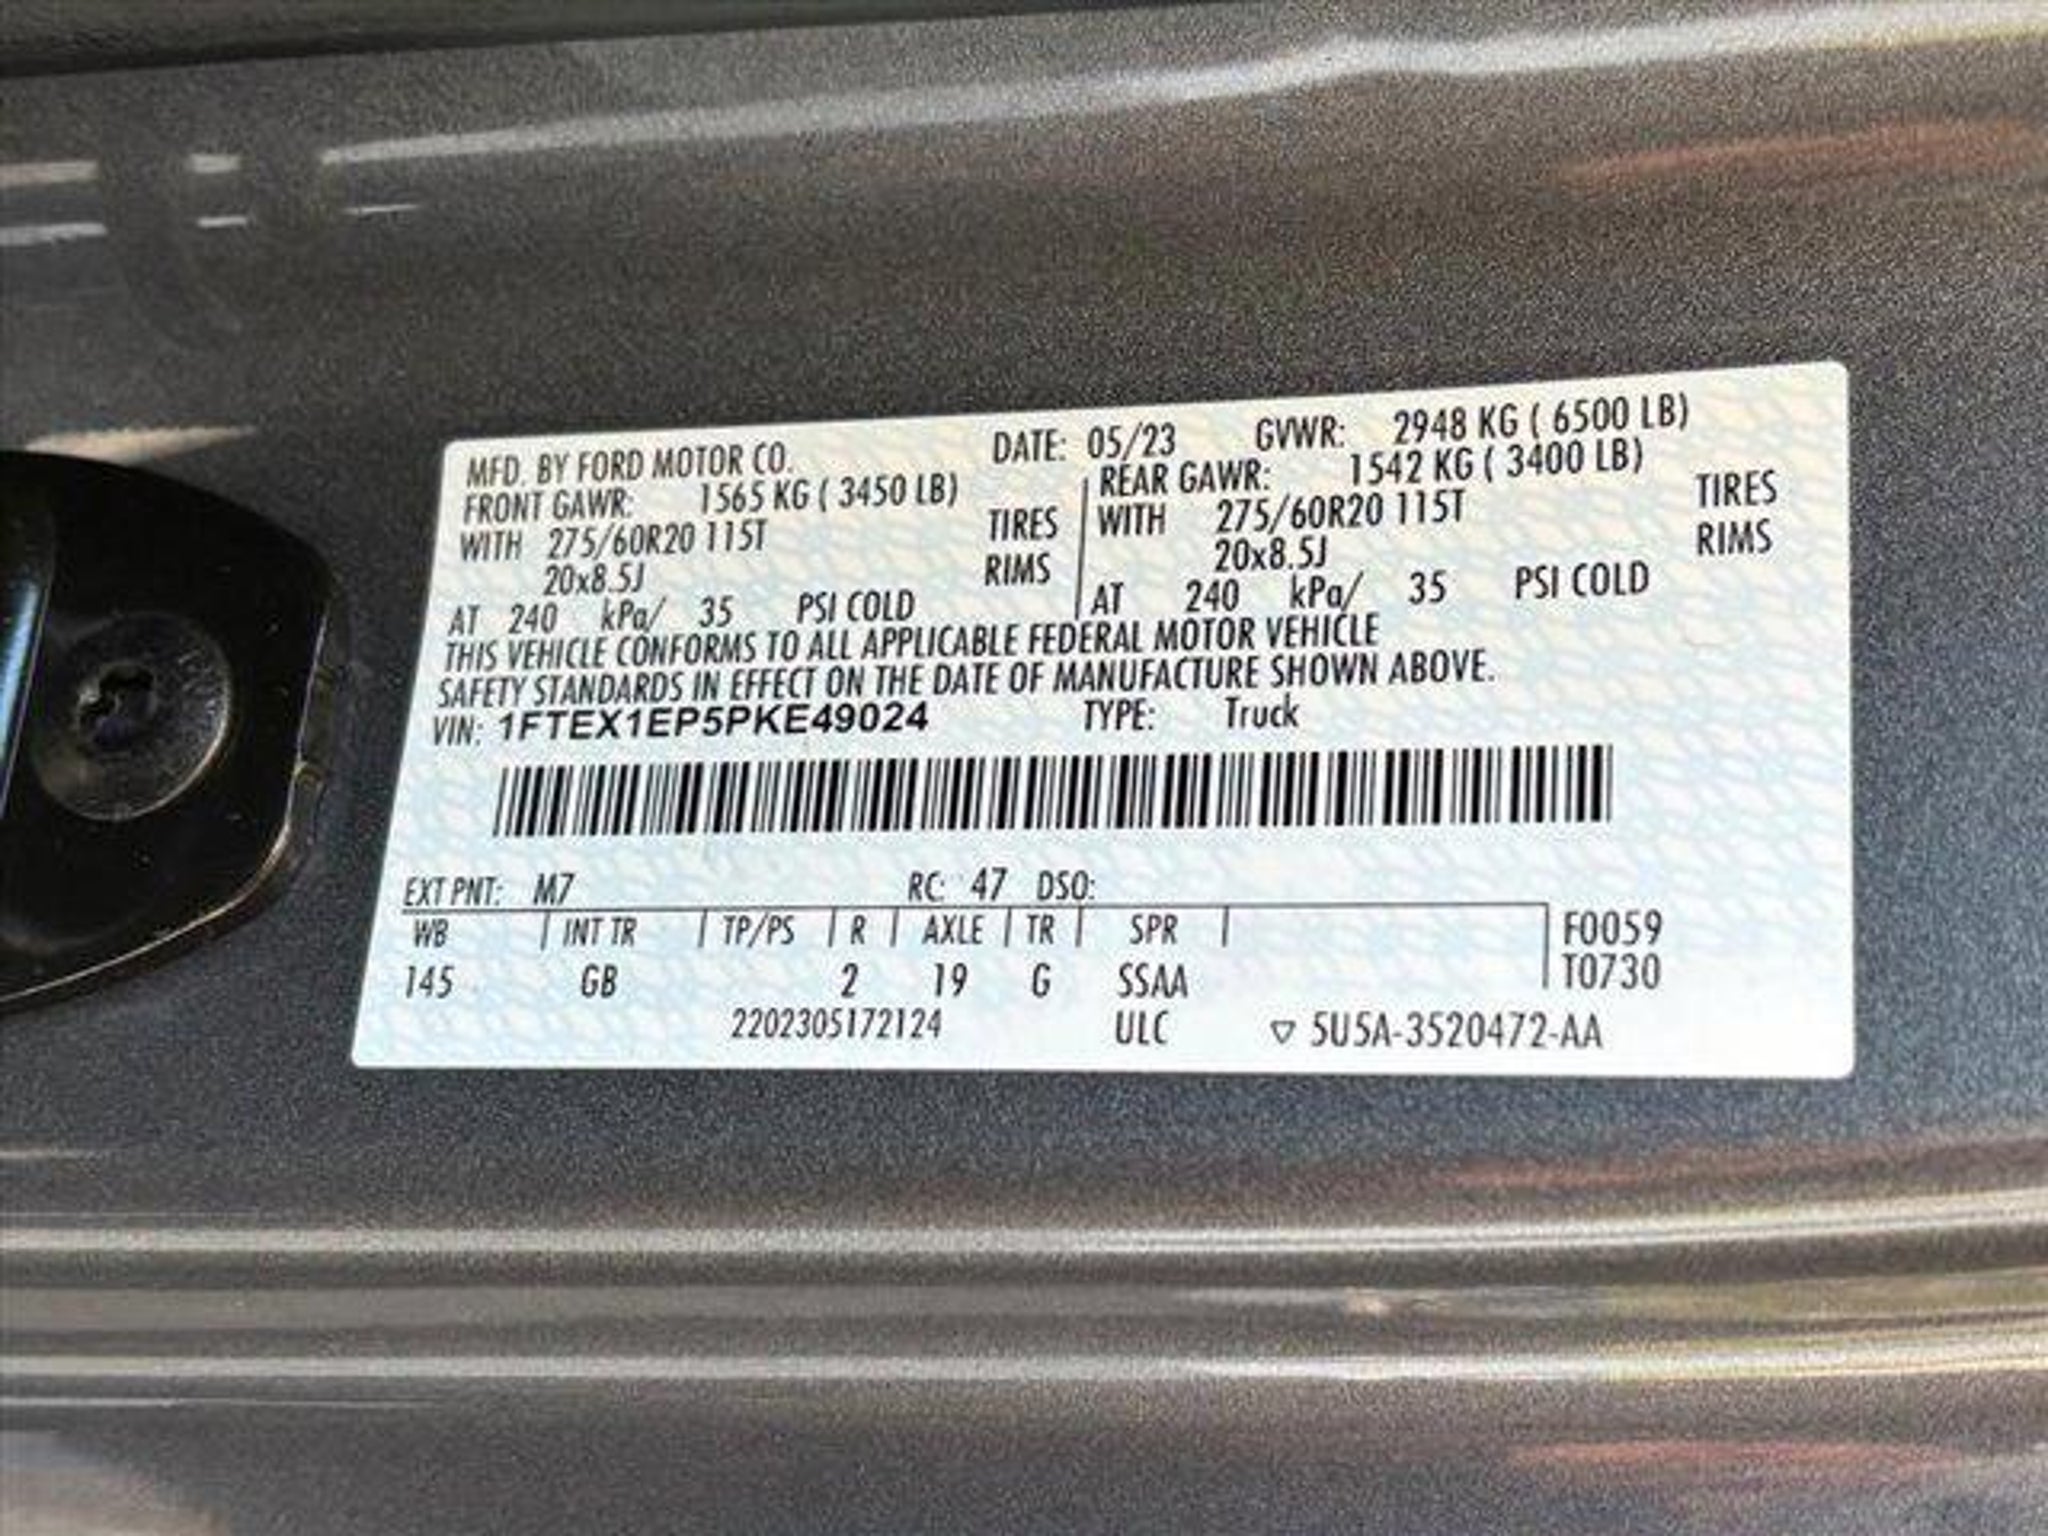 MFD. BY FORD MOTOR CO. DATE: 05/23 GVWR: 2948 KG ( 6500 LB)
FRONT GAWR: 1565 KG ( 3450 LB) REAR GAWR: 1542 KG ( 3400 LB)
WITH 275/60R20 115T TIRES WITH 275/60R20 115T TIRES
20x8.5J RIMS 20x8.5J RIMS
AT 240 kPa/ 35 PSI COLD AT 240 kPa/ 35 PSI COLD
THIS VEHICLE CONFORMS TO ALL APPLICABLE FEDERAL MOTOR VEHICLE
SAFETY STANDARDS IN EFFECT ON THE DATE OF MANUFACTURE SHOWN ABOVE.
VIN: 1FTEX1EP5PKE49024 TYPE: Truck
EXT PNT: M7 RC: 47 DSO:
WB INT TR TP/PS R AXLE TR SPR F0059
145 GB 2 19 G SSAA T0730
2202305172124 ULC ▽ 5U5A-3520472-AA